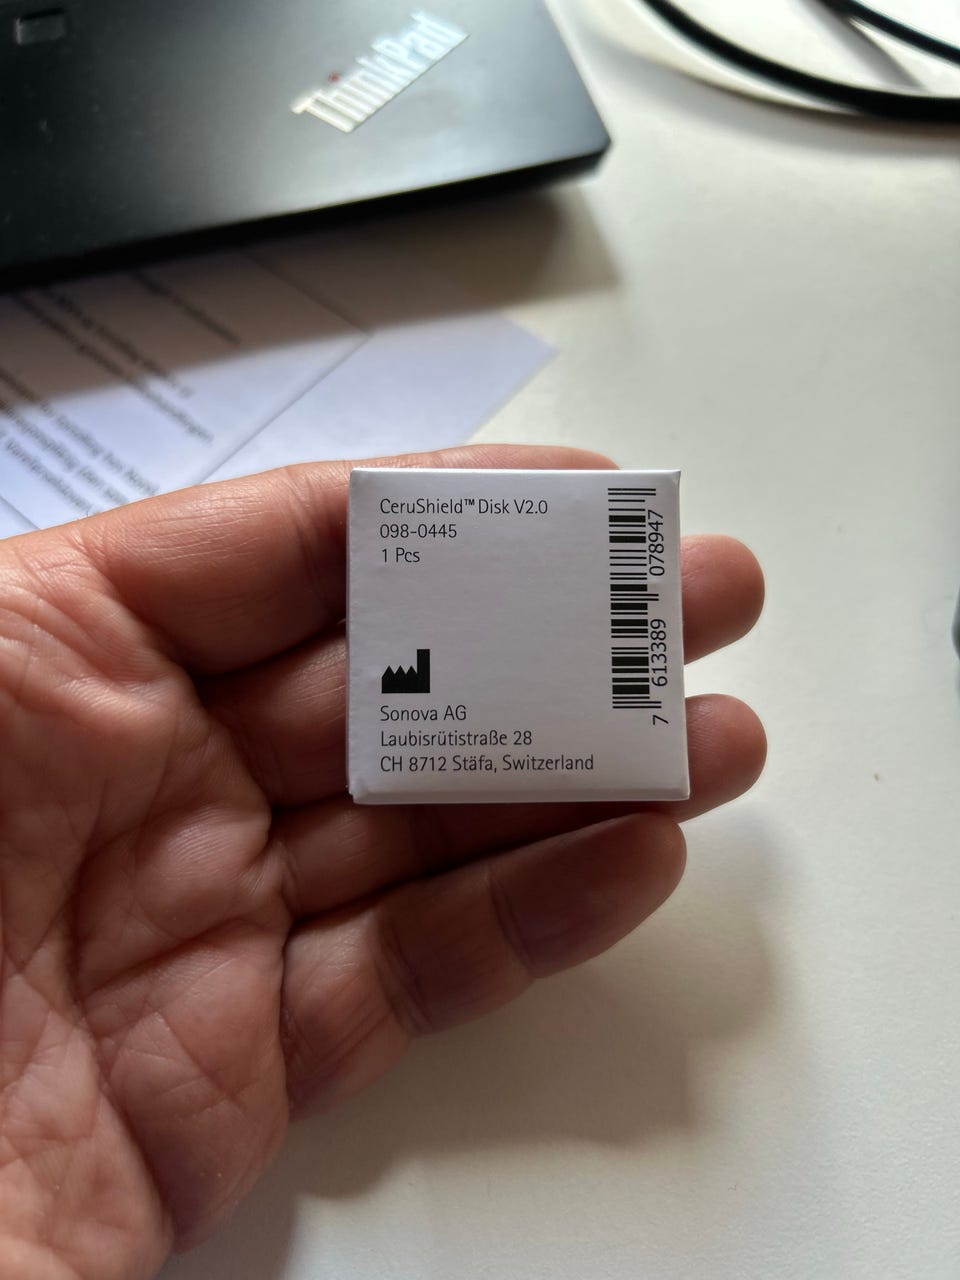 ThinkPad
CeruShield™ Disk V2.0
098-0445
1 Pcs
Sonova AG
Laubisrütistraße 28
CH 8712 Stäfa, Switzerland
7 613389 078947